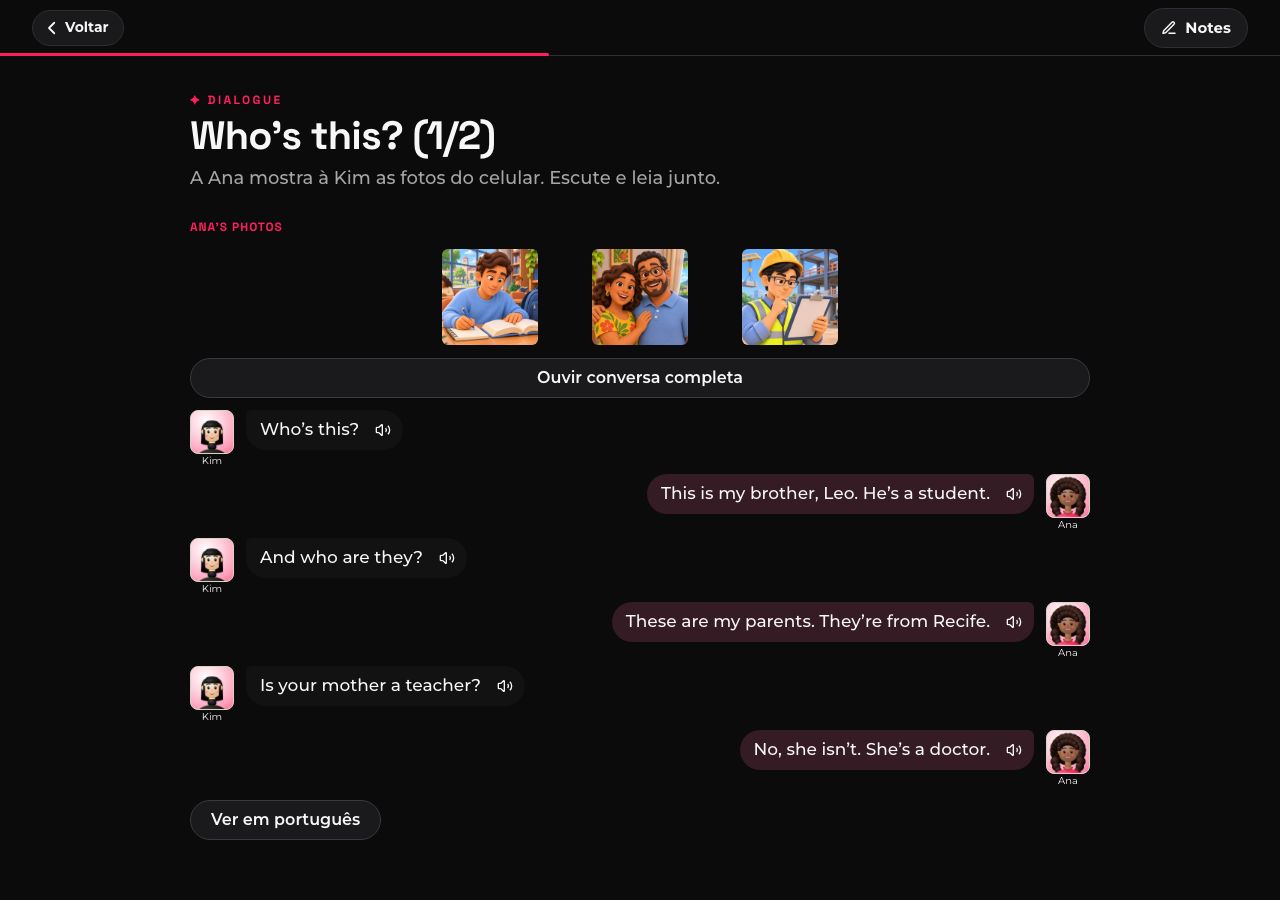 Voltar
Notes
DIALOGUE
Who's this? (1/2)
A Ana mostra à Kim as fotos do celular. Escute e leia junto.
ANA'S PHOTOS
Ouvir conversa completa
Who's this?
Kim
This is my brother, Leo. He's a student.
Ana
And who are they?
Kim
These are my parents. They're from Recife.
Ana
Is your mother a teacher?
Kim
No, she isn't. She's a doctor.
Ana
Ver em português